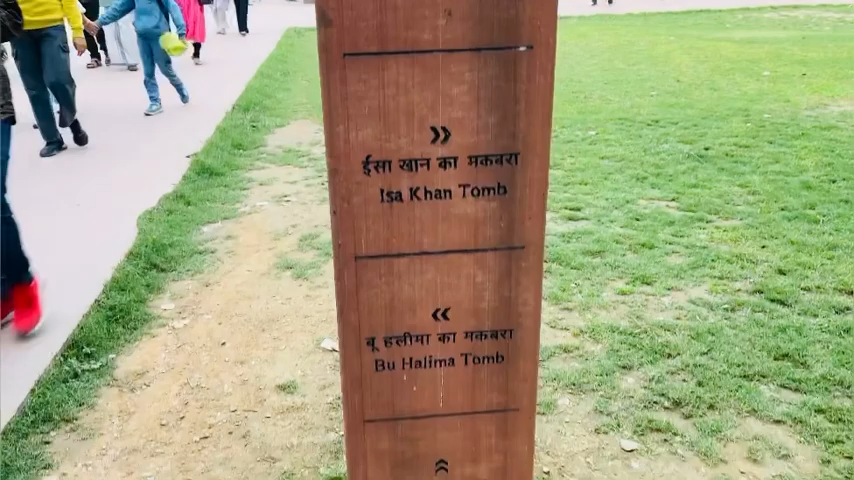 »
ईसा खान का मकबरा
Isa Khan Tomb
«
बू हलीमा का मकबरा
Bu Halima Tomb